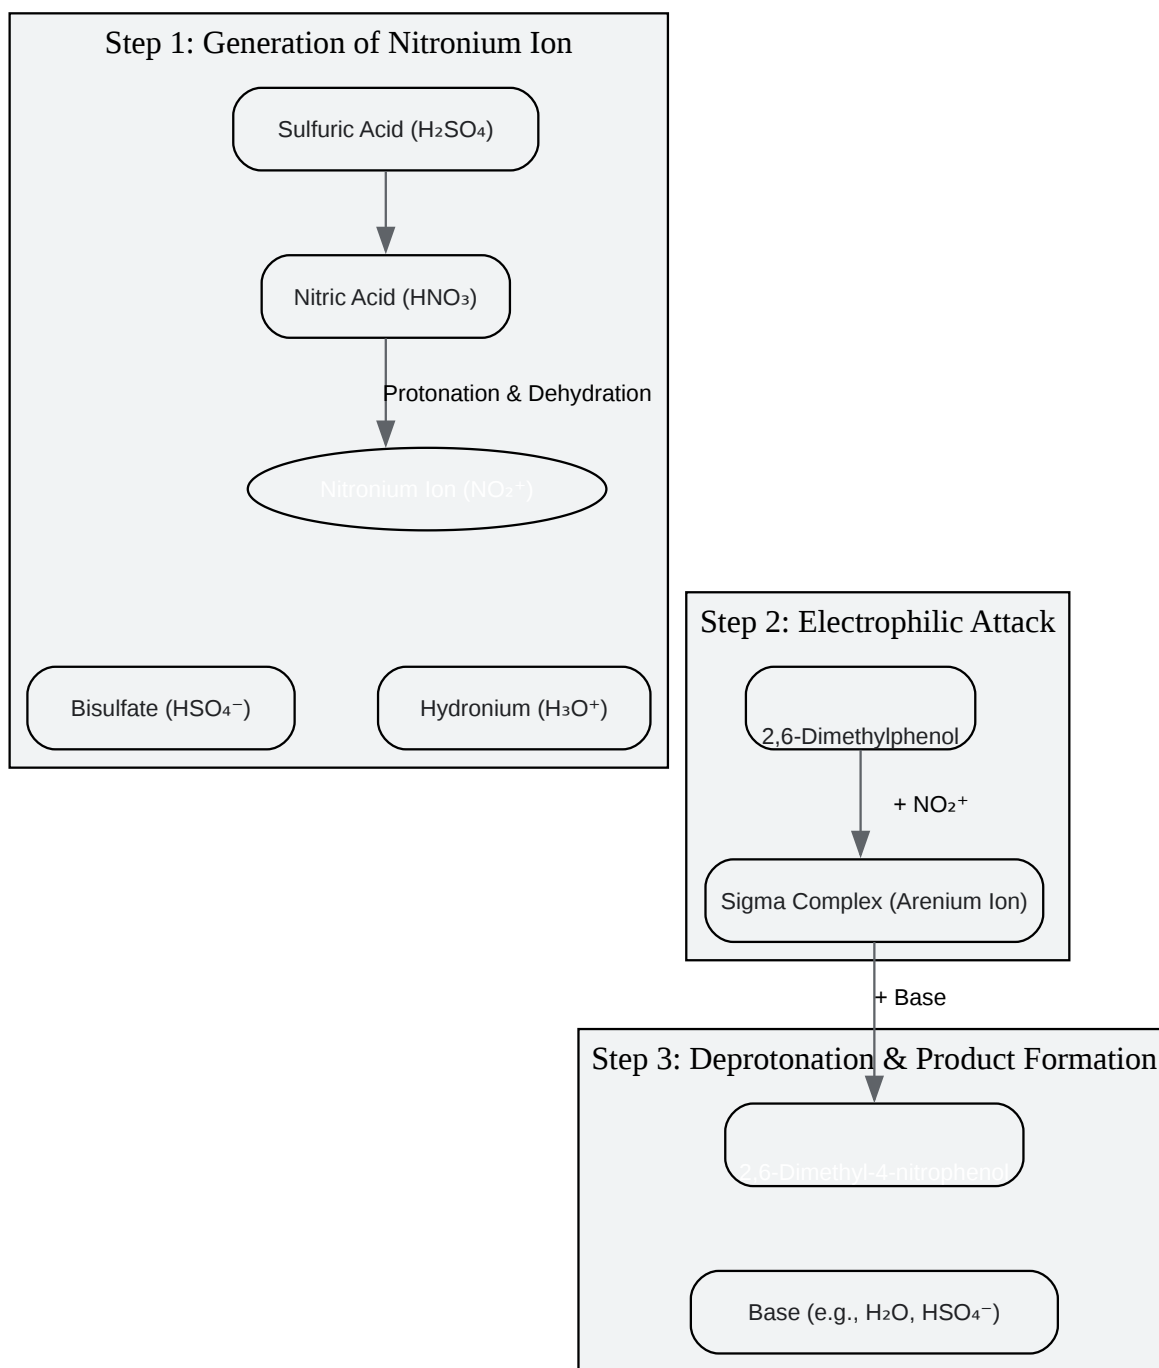 Step 1: Generation of Nitronium Ion
Sulfuric Acid (H₂SO₄)
Nitric Acid (HNO₃)
Protonation & Dehydration
Nitronium Ion (NO₂⁺)
Bisulfate (HSO₄⁻)
Hydronium (H₃O⁺)
Step 2: Electrophilic Attack
2,6-Dimethylphenol
+ NO₂⁺
Sigma Complex (Arenium Ion)
+ Base
Step 3: Deprotonation & Product Formation
2,6-Dimethyl-4-nitrophenol
Base (e.g., H₂O, HSO₄⁻)